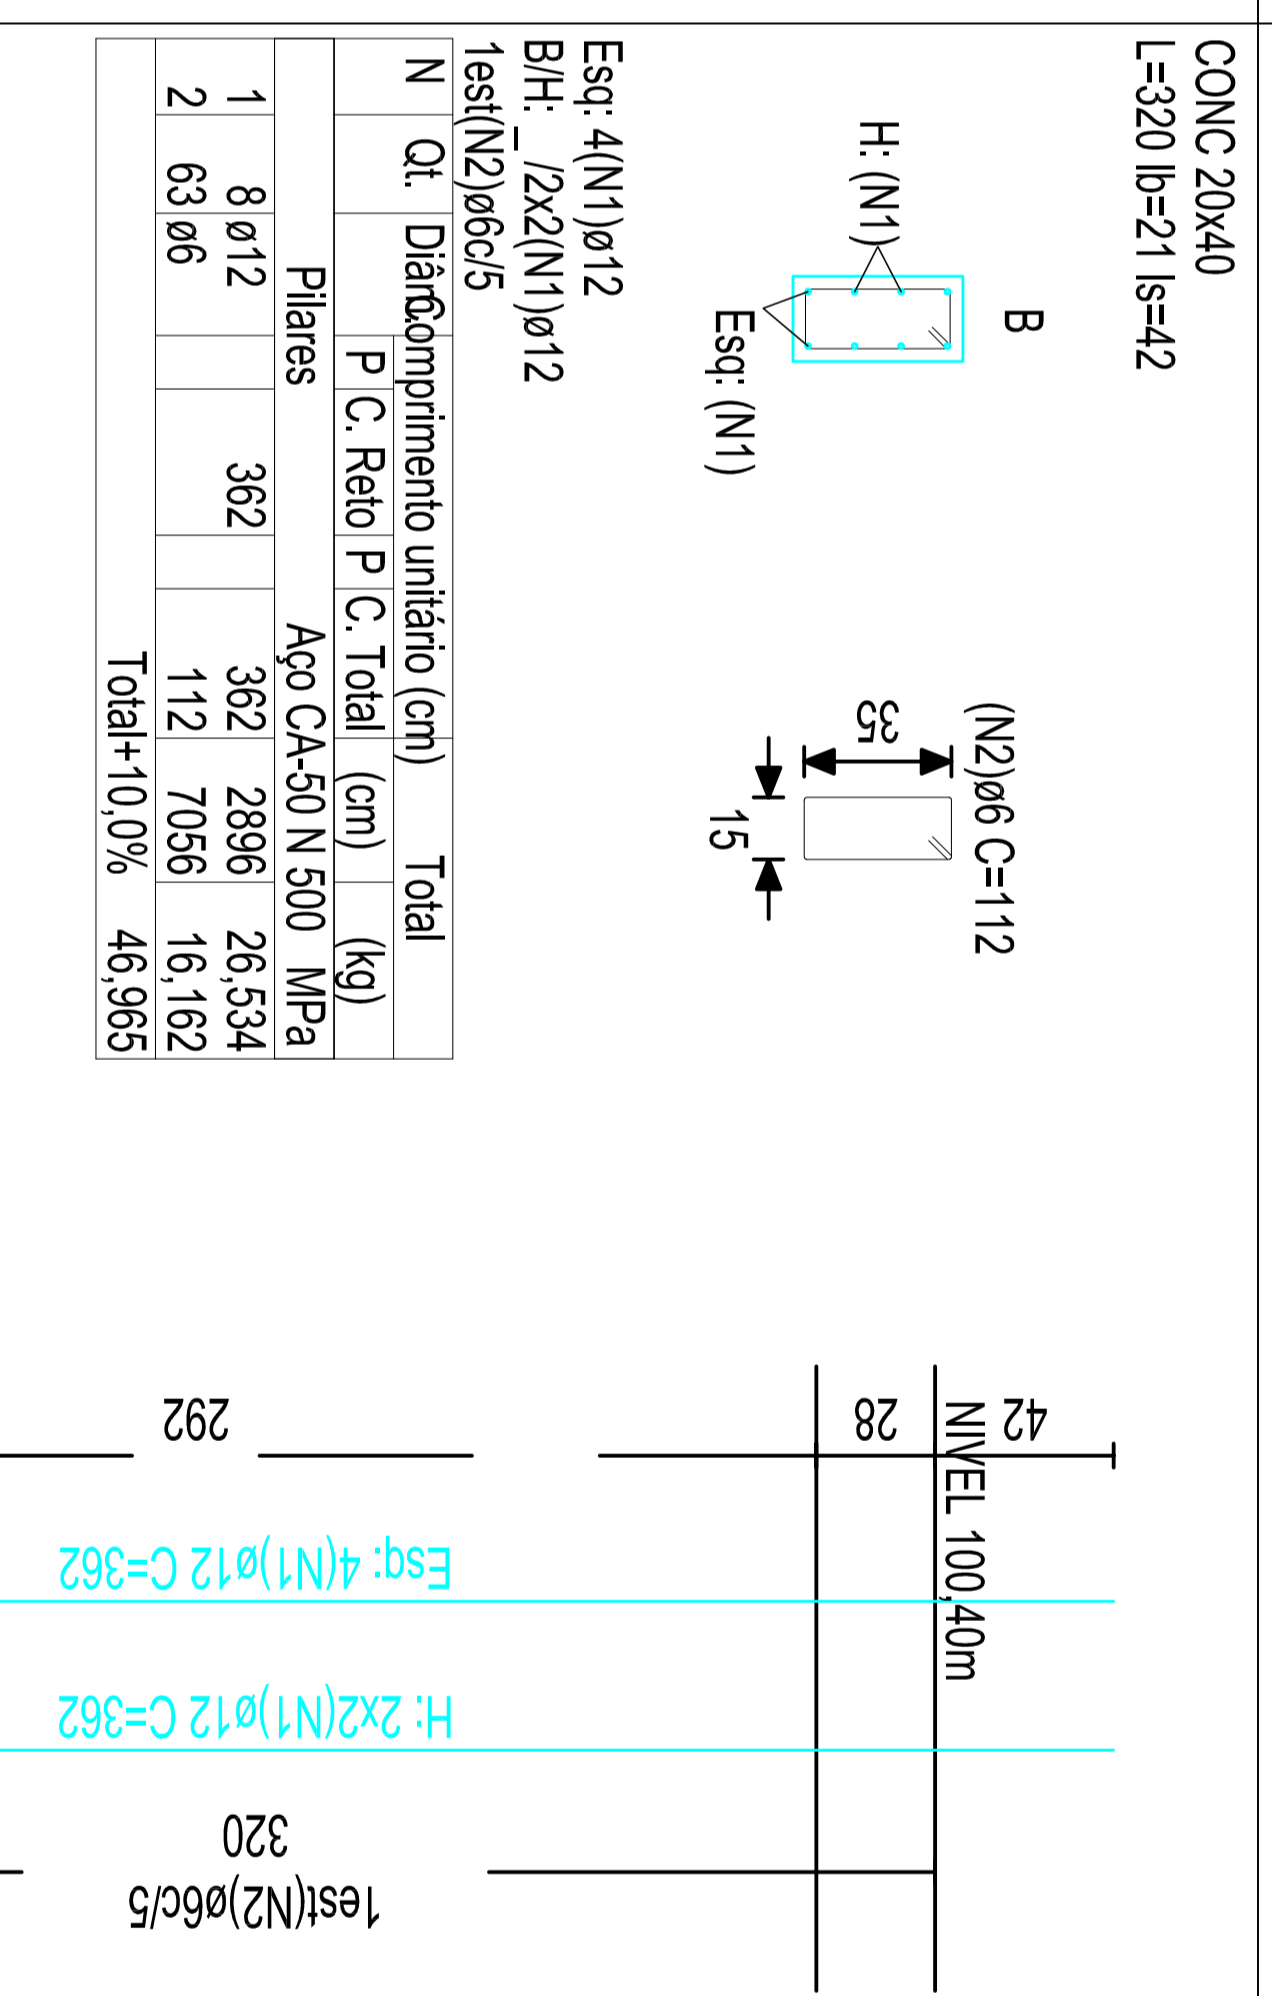 CONC 20x40
L=320 lb=21 ls=42
B
H: (N1)
Esq: (N1)
(N2)ø6 C=112
35
15
Esq: 4(N1)ø12
B/H: _ /2x2(N1)ø12
1est(N2)ø6c/5
N Qt. Diâm. Comprimento unitário (cm) Total
P C. Reto P C. Total (cm) (kg)
Pilares Aço CA-50 N 500 MPa
1 8 ø12 362 362 2896 26,534
2 63 ø6 112 7056 16,162
Total+10,0% 46,965
42
NIVEL 100,40m
28
292
Esq: 4(N1)ø12 C=362
H: 2x2(N1)ø12 C=362
320
1est(N2)ø6c/5